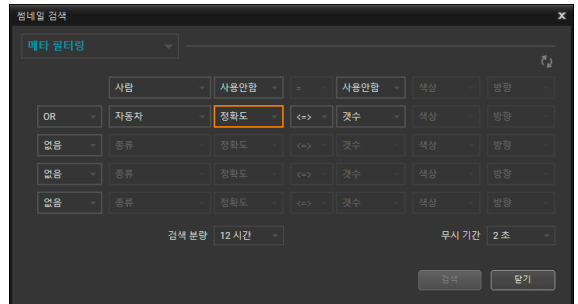 썸네일 검색 x
메타 필터링
사람 사용안함 = 사용안함 색상 방향
OR 자동차 정확도 <=> 갯수 색상 방향
없음 종류 정확도 <=> 갯수 색상 방향
없음 종류 정확도 <=> 갯수 색상 방향
없음 종류 정확도 <=> 갯수 색상 방향
검색 분량 12 시간 무시 기간 2 초
검색 닫기